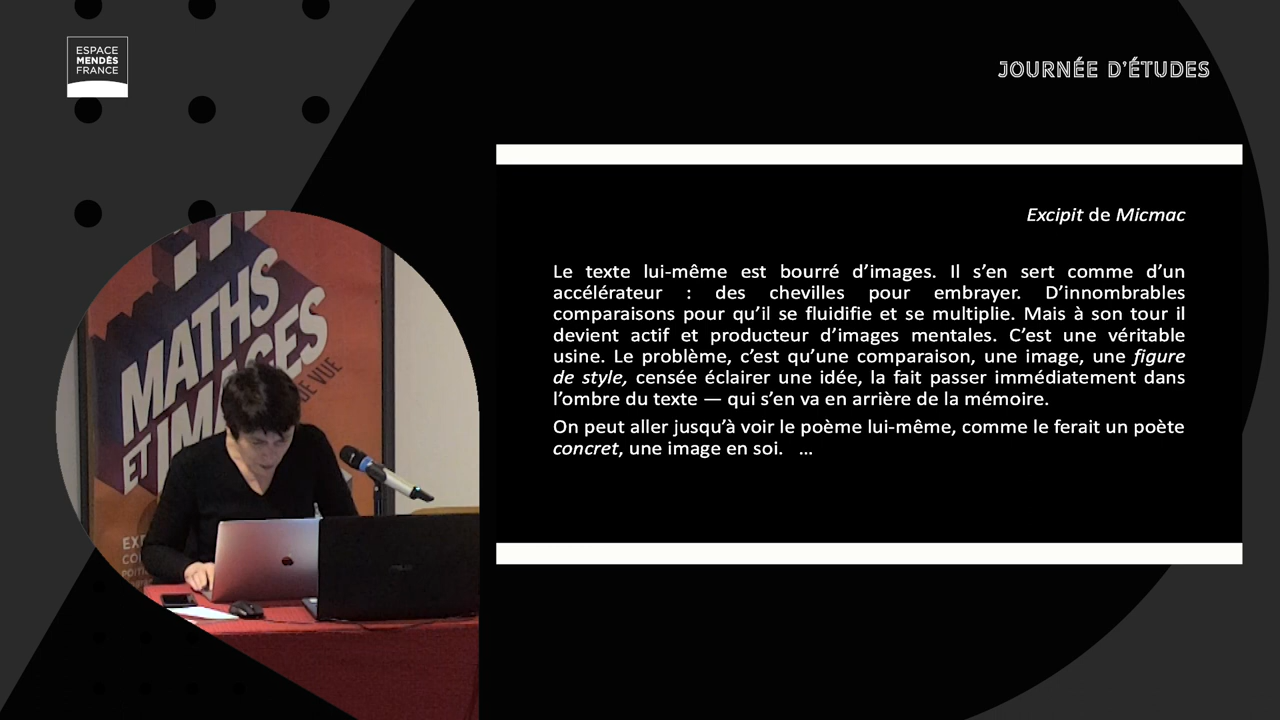 ESPACE
MENDÈS
FRANCE
JOURNÉE D'ÉTUDES
Excipit de Micmac
Le texte lui-même est bourré d’images. Il s’en sert comme d’un
accélérateur : des chevilles pour embrayer. D’innombrables
comparaisons pour qu’il se fluidifie et se multiplie. Mais à son tour il
devient actif et producteur d’images mentales. C’est une véritable
usine. Le problème, c’est qu’une comparaison, une image, une figure
de style, censée éclairer une idée, la fait passer immédiatement dans
l’ombre du texte — qui s’en va en arrière de la mémoire.
On peut aller jusqu’à voir le poème lui-même, comme le ferait un poète
concret, une image en soi. ...
MATHS
ET IMAGES
DE VUE